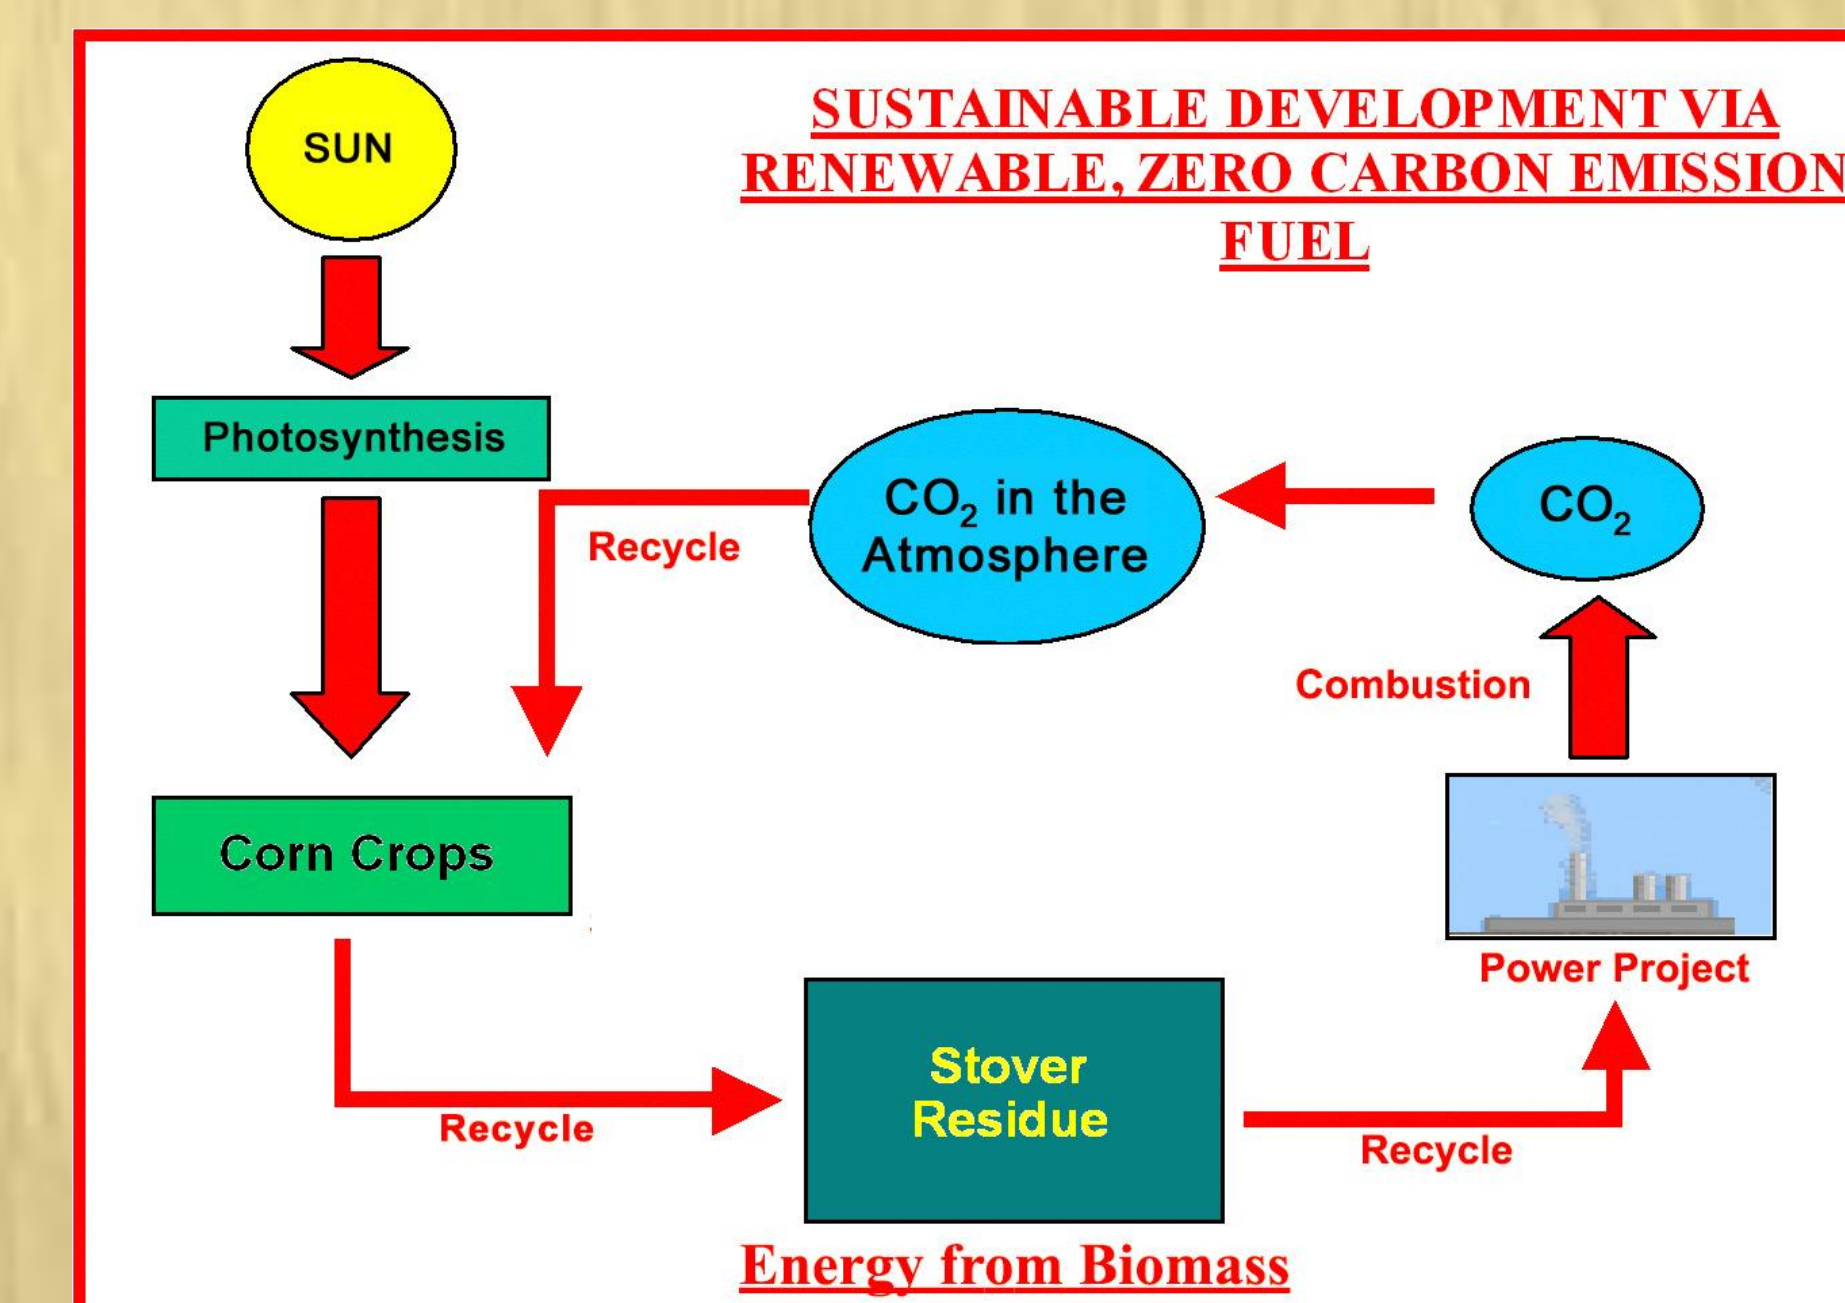 SUN
SUSTAINABLE DEVELOPMENT VIA
RENEWABLE, ZERO CARBON EMISSION
FUEL
Photosynthesis
CO₂ in the
Atmosphere
CO₂
Recycle
Combustion
Corn Crops
Power Project
Stover
Residue
Recycle
Recycle
Energy from Biomass